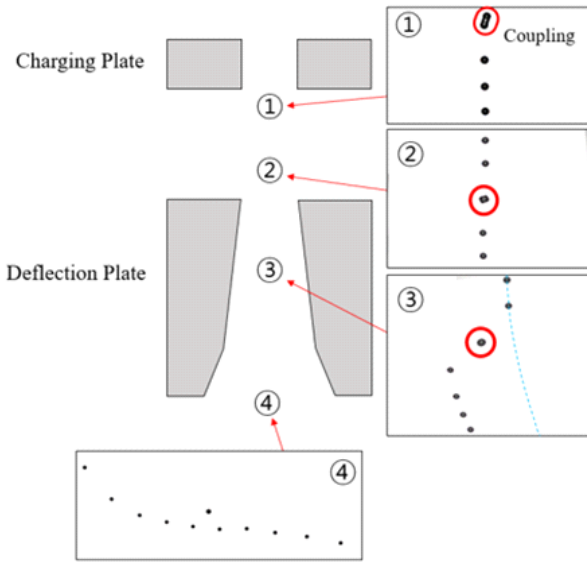 ① Coupling
Charging Plate
①
②
②
Deflection Plate
③
③
④
④